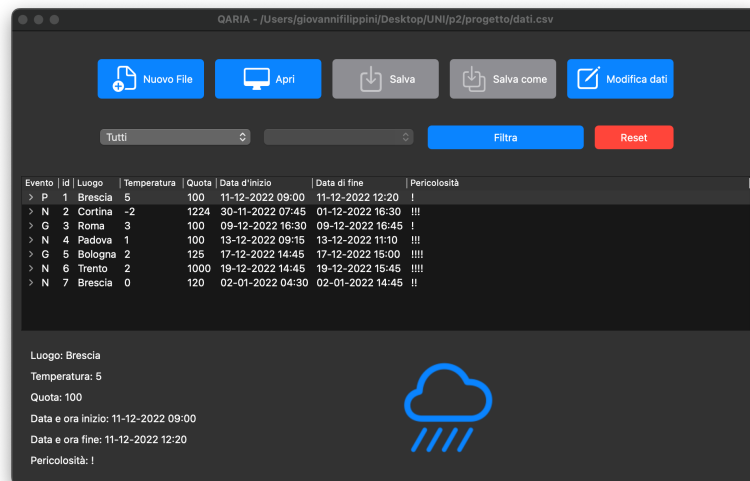 QARIA - /Users/giovannifilippini/Desktop/UNI/p2/progetto/dati.csv
Nuovo File Apri Salva Salva come Modifica dati
Tutti Filtra Reset
Evento id Luogo Temperatura Quota Data d'inizio Data di fine Pericolosità
> P 1 Brescia 5 100 11-12-2022 09:00 11-12-2022 12:20 !
> N 2 Cortina -2 1224 30-11-2022 07:45 01-12-2022 16:30 !!!
> G 3 Roma 3 100 09-12-2022 16:30 09-12-2022 16:45 !
> N 4 Padova 1 100 13-12-2022 09:15 13-12-2022 11:10 !!!
> G 5 Bologna 2 125 17-12-2022 14:45 17-12-2022 15:00 !!!!
> N 6 Trento 2 1000 19-12-2022 14:45 19-12-2022 15:45 !!!!
> N 7 Brescia 0 120 02-01-2022 04:30 02-01-2022 14:45 !!
Luogo: Brescia
Temperatura: 5
Quota: 100
Data e ora inizio: 11-12-2022 09:00
Data e ora fine: 11-12-2022 12:20
Pericolosità: !